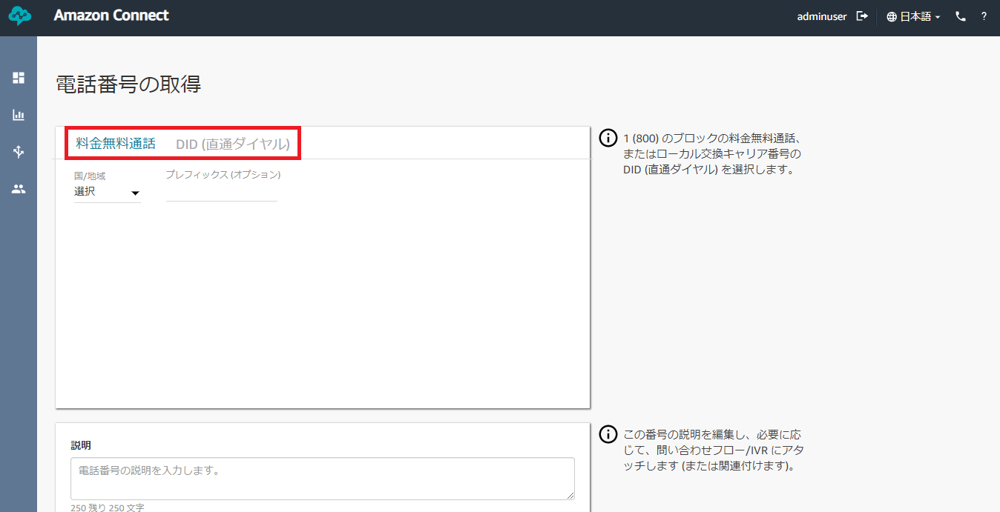 Amazon Connect
adminuser
日本語
?
電話番号の取得
料金無料通話 DID (直通ダイヤル)
国/地域 プレフィックス (オプション)
選択
1 (800) のブロックの料金無料通話、
またはローカル交換キャリア番号の
DID (直通ダイヤル) を選択します。
説明
電話番号の説明を入力します。
250 残り 250 文字
この番号の説明を編集し、必要に応
じて、問い合わせフロー/IVR にアタ
ッチします (または関連付けます)。